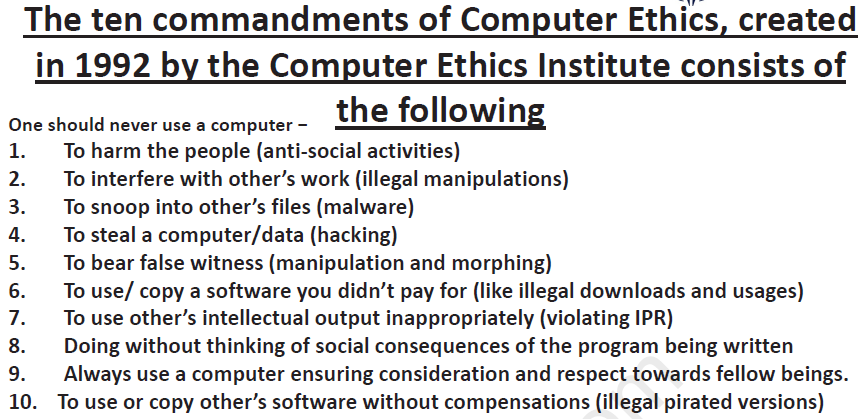 The ten commandments of Computer Ethics, created
in 1992 by the Computer Ethics Institute consists of
the following
One should never use a computer –
1. To harm the people (anti-social activities)
2. To interfere with other's work (illegal manipulations)
3. To snoop into other's files (malware)
4. To steal a computer/data (hacking)
5. To bear false witness (manipulation and morphing)
6. To use/ copy a software you didn't pay for (like illegal downloads and usages)
7. To use other's intellectual output inappropriately (violating IPR)
8. Doing without thinking of social consequences of the program being written
9. Always use a computer ensuring consideration and respect towards fellow beings.
10. To use or copy other's software without compensations (illegal pirated versions)